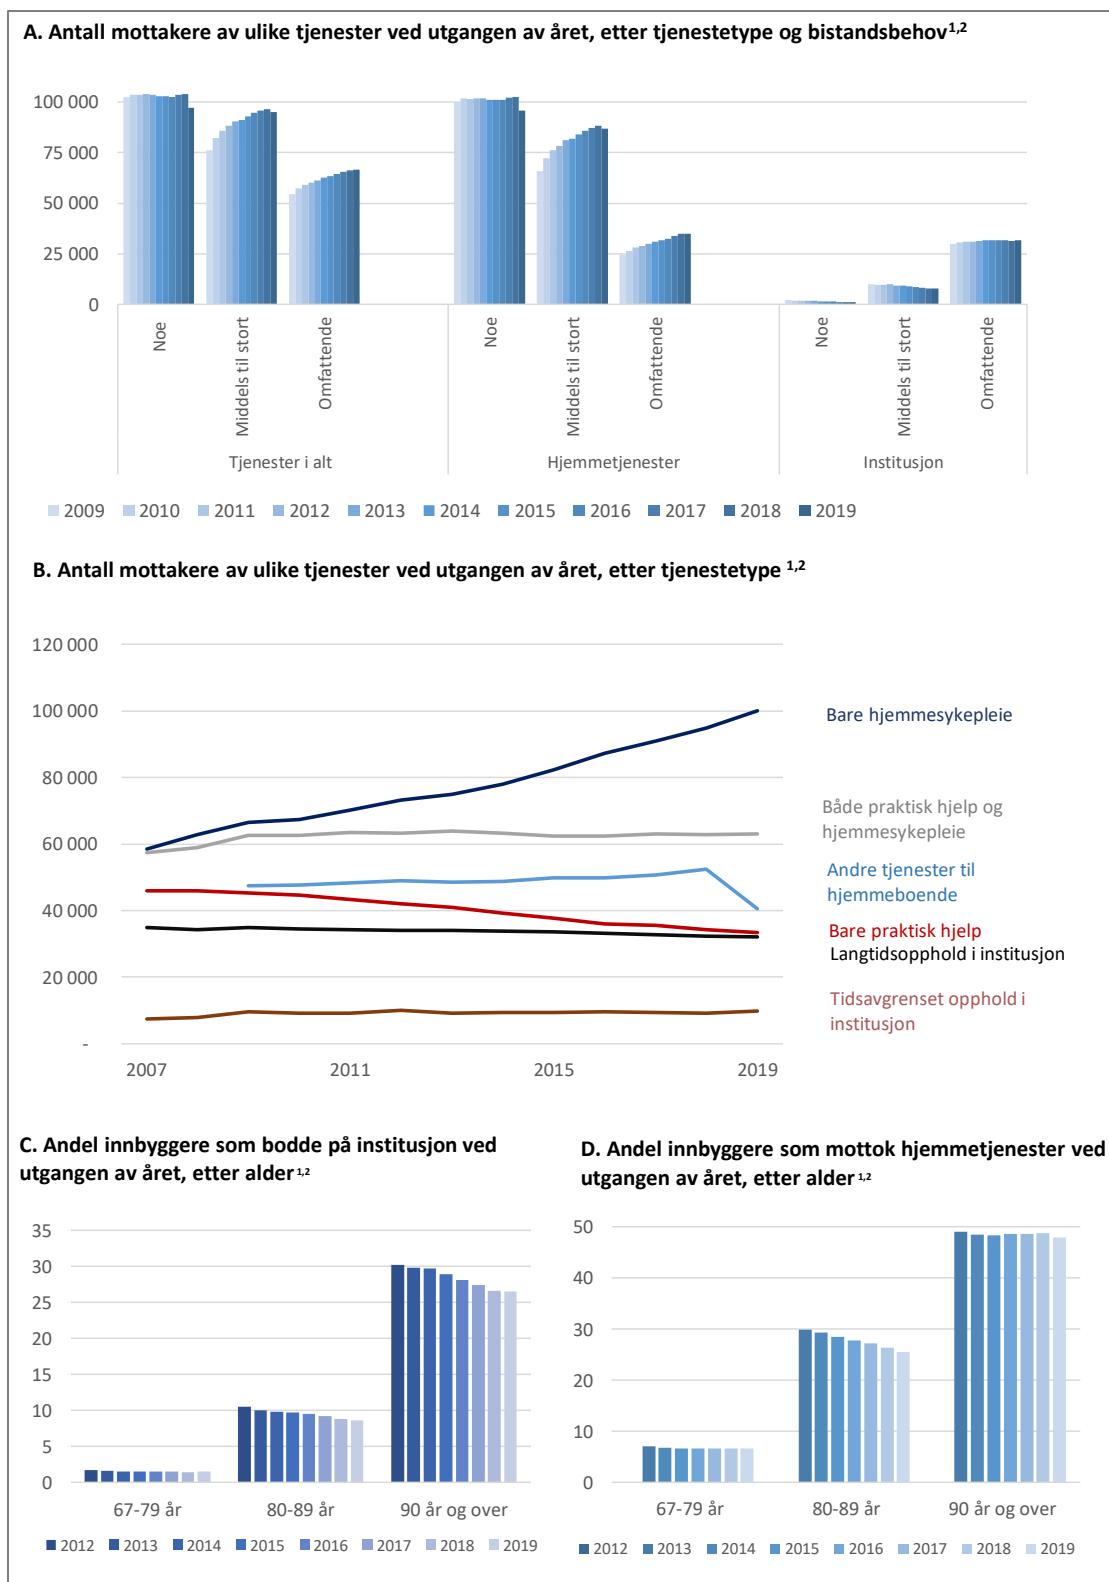 A. Antall mottakere av ulike tjenester ved utgangen av året, etter tjenestetype og bistandsbehov1,2
100 000
75 000
50 000
25 000
0
Noe
Middels til stort
Omfattende
Noe
Middels til stort
Omfattende
Noe
Middels til stort
Omfattende
Tjenester i alt
Hjemmetjenester
Institusjon
2009 2010 2011 2012 2013 2014 2015 2016 2017 2018 2019
B. Antall mottakere av ulike tjenester ved utgangen av året, etter tjenestetype 1,2
120 000
100 000
80 000
60 000
40 000
20 000
-
2007 2011 2015 2019
Bare hjemmesykepleie
Både praktisk hjelp og
hjemmesykepleie
Andre tjenester til
hjemmeboende
Bare praktisk hjelp
Langtidsopphold i institusjon
Tidsavgrenset opphold i
institusjon
C. Andel innbyggere som bodde på institusjon ved
utgangen av året, etter alder 1,2
35
30
25
20
15
10
5
0
67-79 år 80-89 år 90 år og over
2012 2013 2014 2015 2016 2017 2018 2019
D. Andel innbyggere som mottok hjemmetjenester ved
utgangen av året, etter alder 1,2
50
40
30
20
10
0
67-79 år 80-89 år 90 år og over
2012 2013 2014 2015 2016 2017 2018 2019